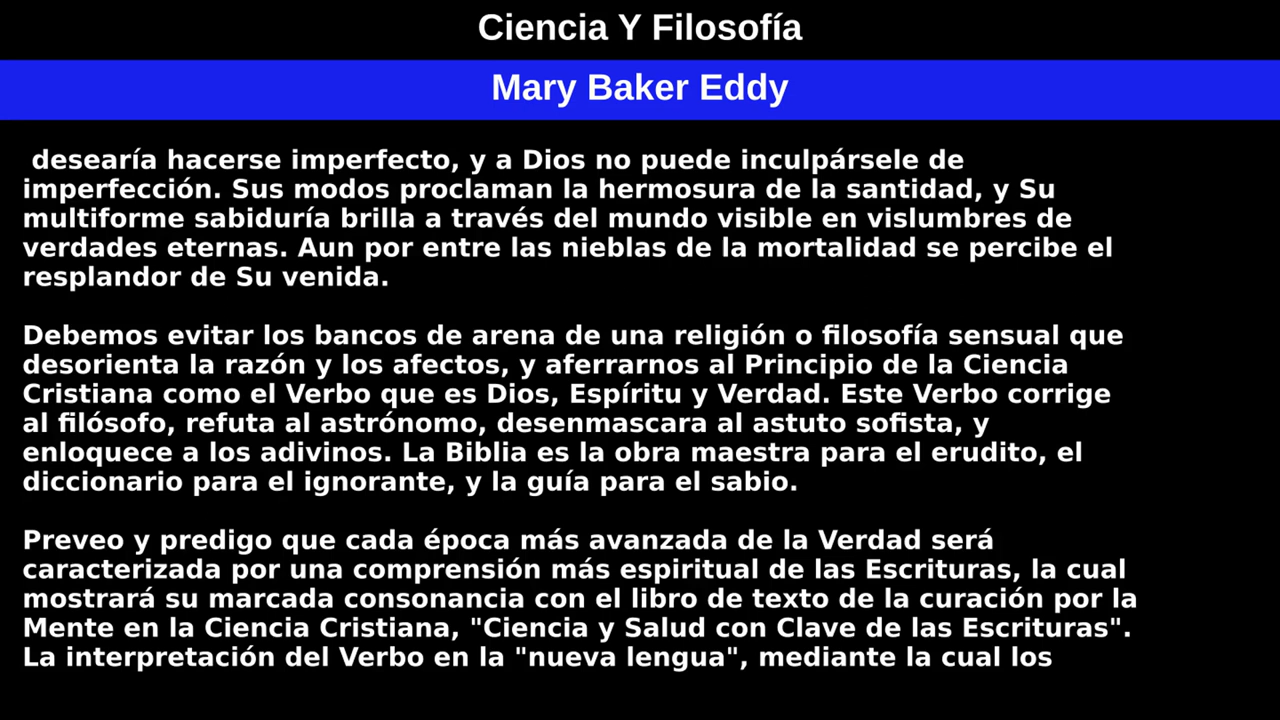 Ciencia Y Filosofía
Mary Baker Eddy
desearía hacerse imperfecto, y a Dios no puede inculpársele de
imperfección. Sus modos proclaman la hermosura de la santidad, y Su
multiforme sabiduría brilla a través del mundo visible en vislumbres de
verdades eternas. Aun por entre las nieblas de la mortalidad se percibe el
resplandor de Su venida.
Debemos evitar los bancos de arena de una religión o filosofía sensual que
desorienta la razón y los afectos, y aferrarnos al Principio de la Ciencia
Cristiana como el Verbo que es Dios, Espíritu y Verdad. Este Verbo corrige
al filósofo, refuta al astrónomo, desenmascara al astuto sofista, y
enloquece a los adivinos. La Biblia es la obra maestra para el erudito, el
diccionario para el ignorante, y la guía para el sabio.
Preveo y predigo que cada época más avanzada de la Verdad será
caracterizada por una comprensión más espiritual de las Escrituras, la cual
mostrará su marcada consonancia con el libro de texto de la curación por la
Mente en la Ciencia Cristiana, "Ciencia y Salud con Clave de las Escrituras".
La interpretación del Verbo en la "nueva lengua", mediante la cual los